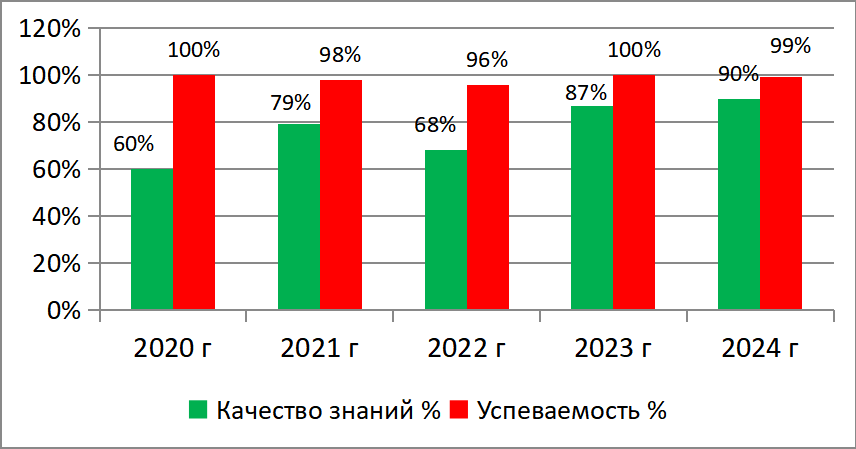 120%
100%
80%
60%
40%
20%
0%
60%
100%
79%
98%
68%
96%
87%
100%
90%
99%
2020 г
2021 г
2022 г
2023 г
2024 г
Качество знаний %
Успеваемость %